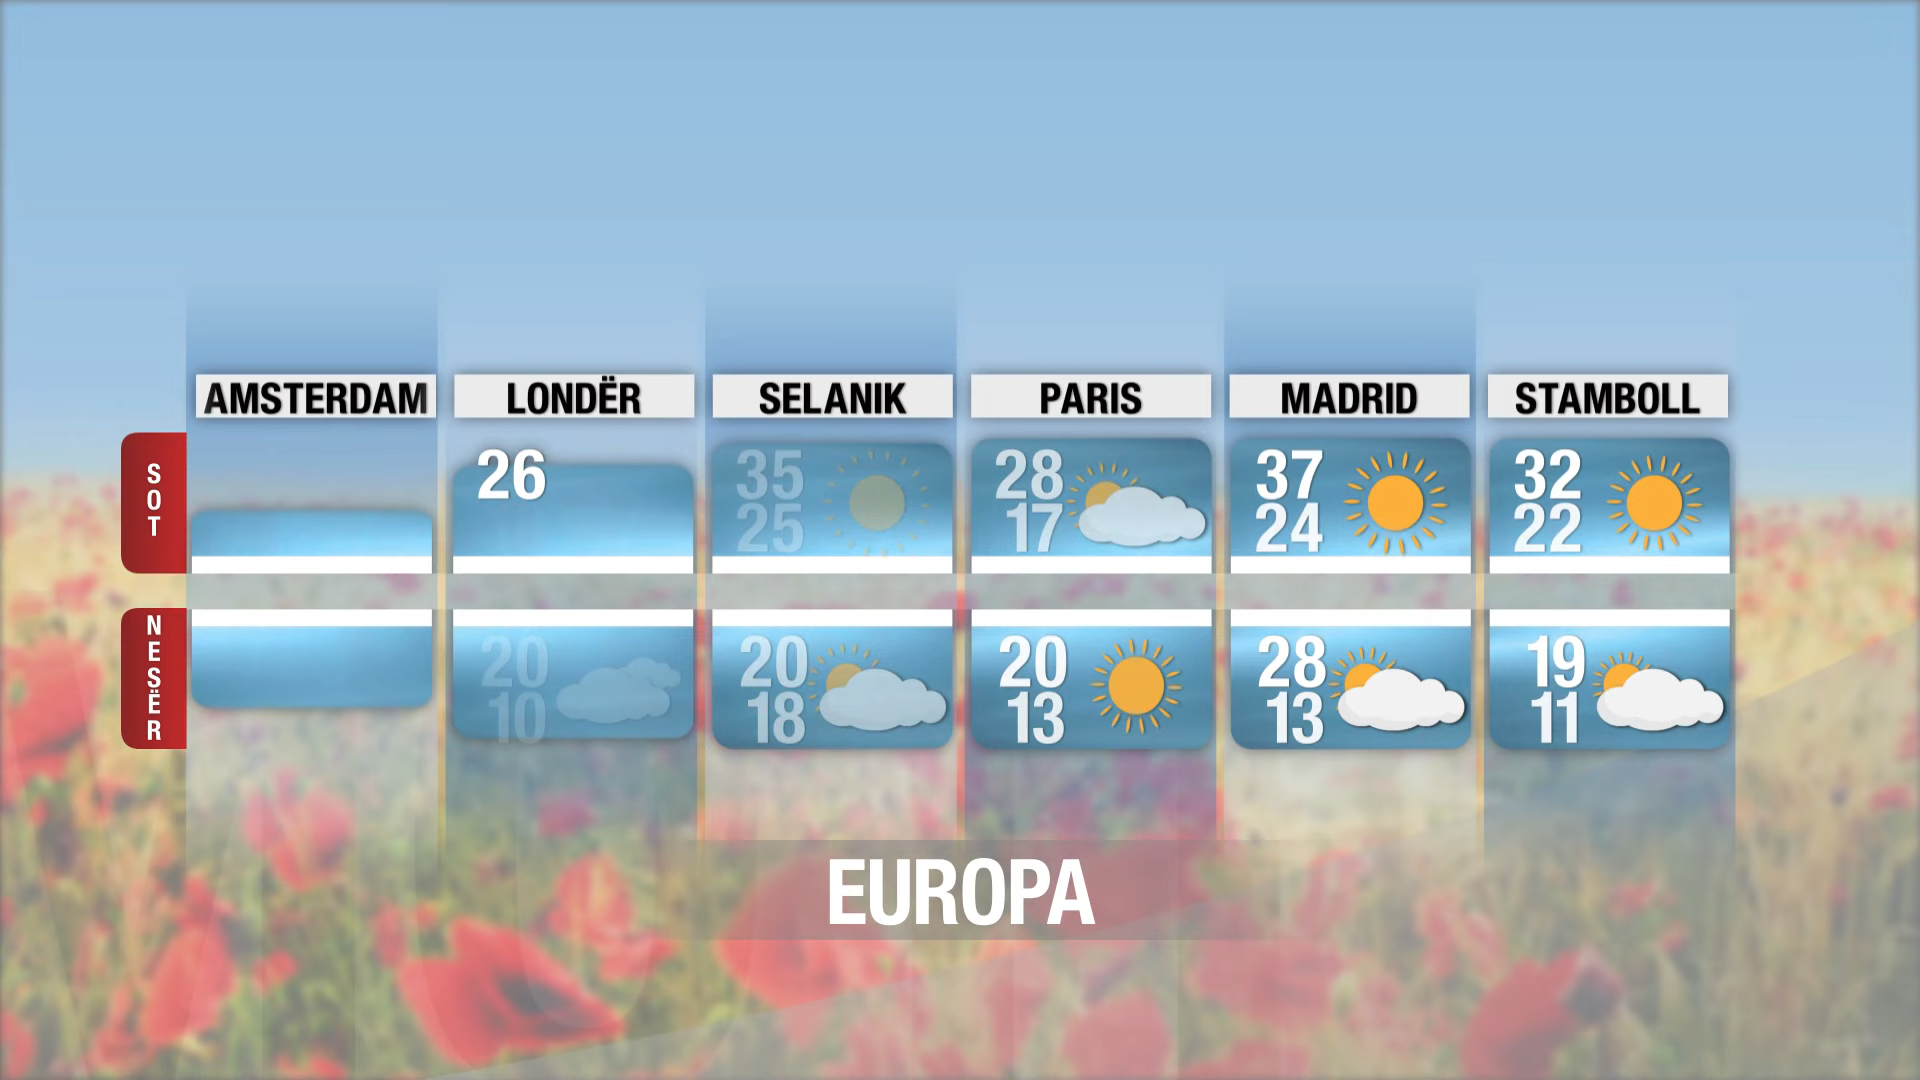 AMSTERDAM LONDËR SELANIK PARIS MADRID STAMBOLL
SOT
26 35 28 37 32
25 17 24 22
NESËR
20 20 20 28 19
10 18 13 13 11
EUROPA